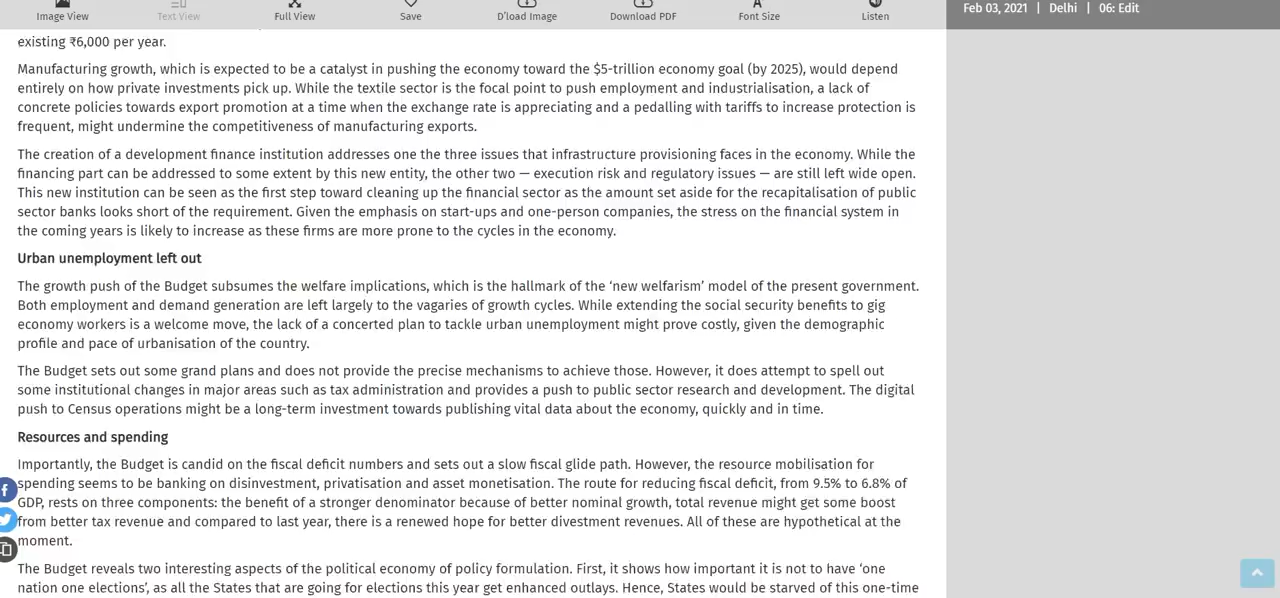 Image View
Text View
Full View
Save
D'load Image
Download PDF
Font Size
Listen
Feb 03, 2021 | Delhi | 06: Edit
existing ₹6,000 per year.
Manufacturing growth, which is expected to be a catalyst in pushing the economy toward the $5-trillion economy goal (by 2025), would depend
entirely on how private investments pick up. While the textile sector is the focal point to push employment and industrialisation, a lack of
concrete policies towards export promotion at a time when the exchange rate is appreciating and a pedalling with tariffs to increase protection is
frequent, might undermine the competitiveness of manufacturing exports.
The creation of a development finance institution addresses one the three issues that infrastructure provisioning faces in the economy. While the
financing part can be addressed to some extent by this new entity, the other two — execution risk and regulatory issues — are still left wide open.
This new institution can be seen as the first step toward cleaning up the financial sector as the amount set aside for the recapitalisation of public
sector banks looks short of the requirement. Given the emphasis on start-ups and one-person companies, the stress on the financial system in
the coming years is likely to increase as these firms are more prone to the cycles in the economy.
Urban unemployment left out
The growth push of the Budget subsumes the welfare implications, which is the hallmark of the ‘new welfarism’ model of the present government.
Both employment and demand generation are left largely to the vagaries of growth cycles. While extending the social security benefits to gig
economy workers is a welcome move, the lack of a concerted plan to tackle urban unemployment might prove costly, given the demographic
profile and pace of urbanisation of the country.
The Budget sets out some grand plans and does not provide the precise mechanisms to achieve those. However, it does attempt to spell out
some institutional changes in major areas such as tax administration and provides a push to public sector research and development. The digital
push to Census operations might be a long-term investment towards publishing vital data about the economy, quickly and in time.
Resources and spending
Importantly, the Budget is candid on the fiscal deficit numbers and sets out a slow fiscal glide path. However, the resource mobilisation for
spending seems to be banking on disinvestment, privatisation and asset monetisation. The route for reducing fiscal deficit, from 9.5% to 6.8% of
GDP, rests on three components: the benefit of a stronger denominator because of better nominal growth, total revenue might get some boost
from better tax revenue and compared to last year, there is a renewed hope for better divestment revenues. All of these are hypothetical at the
moment.
The Budget reveals two interesting aspects of the political economy of policy formulation. First, it shows how important it is not to have ‘one
nation one elections’, as all the States that are going for elections this year get enhanced outlays. Hence, States would be starved of this one-time